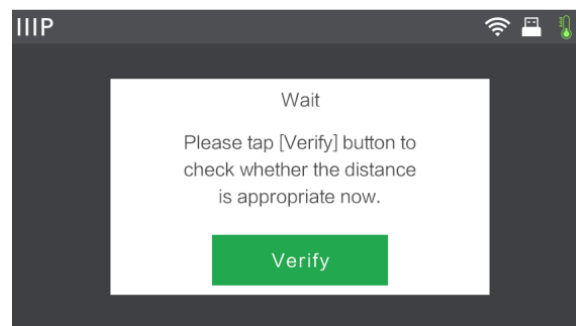 IIIP
Wait
Please tap [Verify] button to
check whether the distance
is appropriate now.
Verify